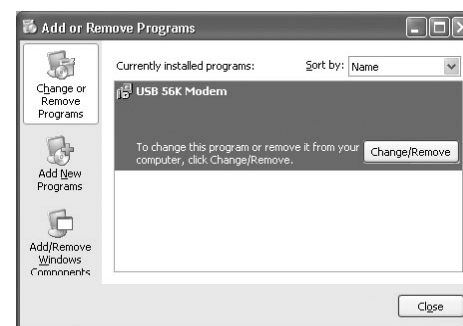 Add or Remove Programs
Change or
Remove
Programs
Add New
Programs
Add/Remove
Windows
Components
Currently installed programs:
Sort by:
Name
USB 56K Modem
To change this program or remove it from your
computer, click Change/Remove.
Change/Remove
Close